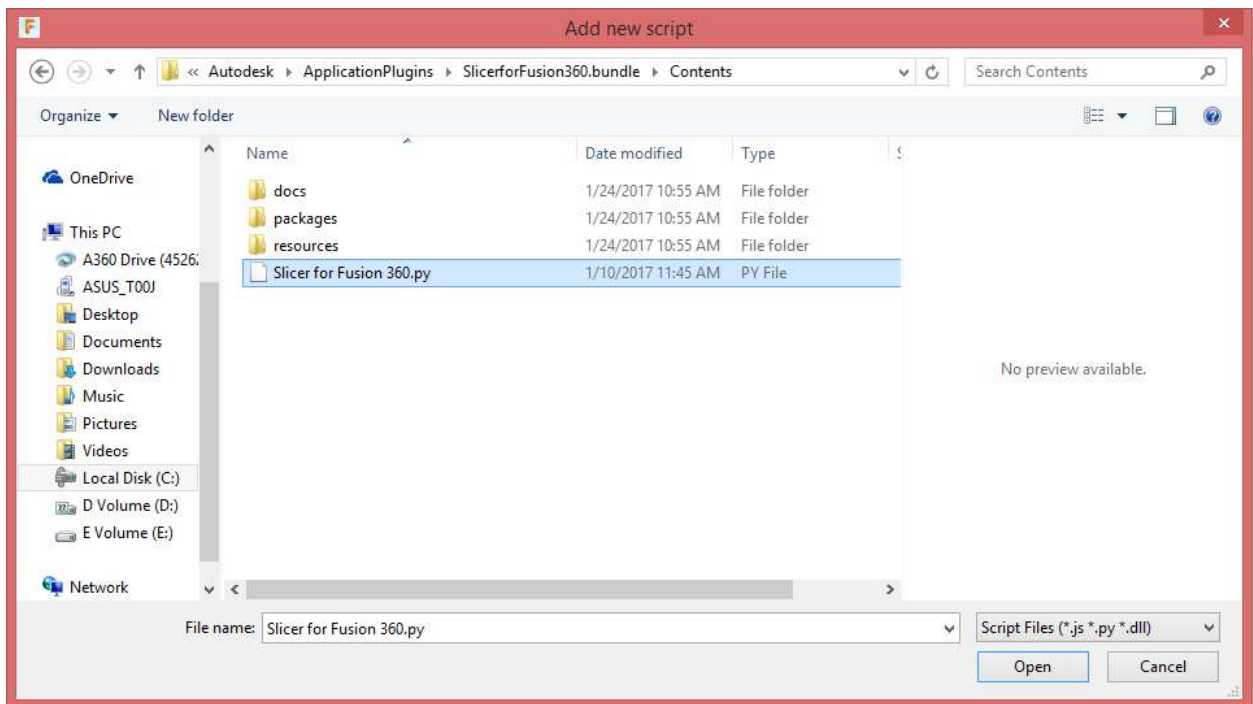 Add new script
« Autodesk ▸ ApplicationPlugins ▸ SlicerforFusion360.bundle ▸ Contents
Search Contents
Organize
New folder
Name Date modified Type
OneDrive
This PC
A360 Drive (4526
ASUS_T00J
Desktop
Documents
Downloads
Music
Pictures
Videos
Local Disk (C:)
D Volume (D:)
E Volume (E:)
Network
docs 1/24/2017 10:55 AM File folder
packages 1/24/2017 10:55 AM File folder
resources 1/24/2017 10:55 AM File folder
Slicer for Fusion 360.py 1/10/2017 11:45 AM PY File
No preview available.
File name: Slicer for Fusion 360.py
Script Files (*.js *.py *.dll)
Open Cancel